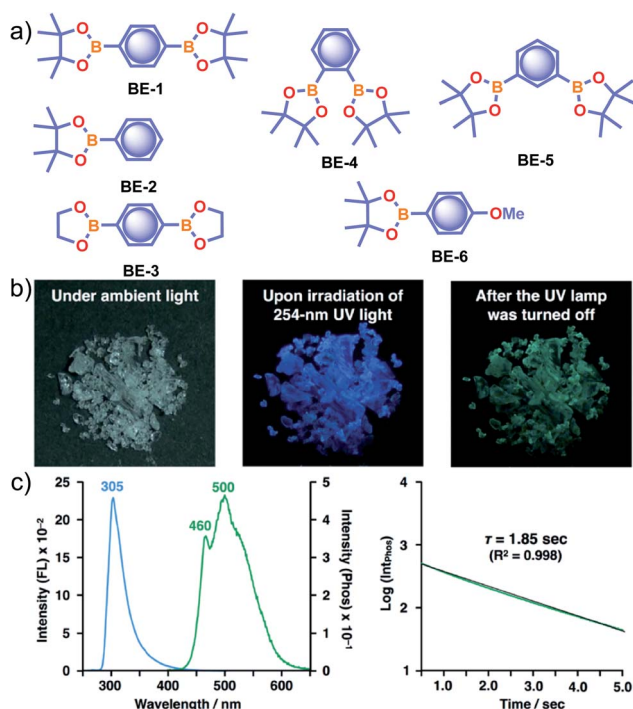 a)
O O
B B
O O
BE-1
O
B
O
BE-2
O O
B B
O O
BE-3
O B B O
O O
BE-4
O O
B B
O O
BE-5
O
B OMe
O
BE-6
b)
Under ambient light
Upon irradiation of
254-nm UV light
After the UV lamp
was turned off
c)
25
20
15
10
5
0
Intensity (FL) x 10⁻²
305
460
500
5
4
3
2
1
0
Intensity (Phos) x 10⁻¹
300 400 500 600
Wavelength / nm
4
3
2
1
Log (Int_Phos)
τ = 1.85 sec
(R² = 0.998)
1.0 2.0 3.0 4.0 5.0
Time / sec